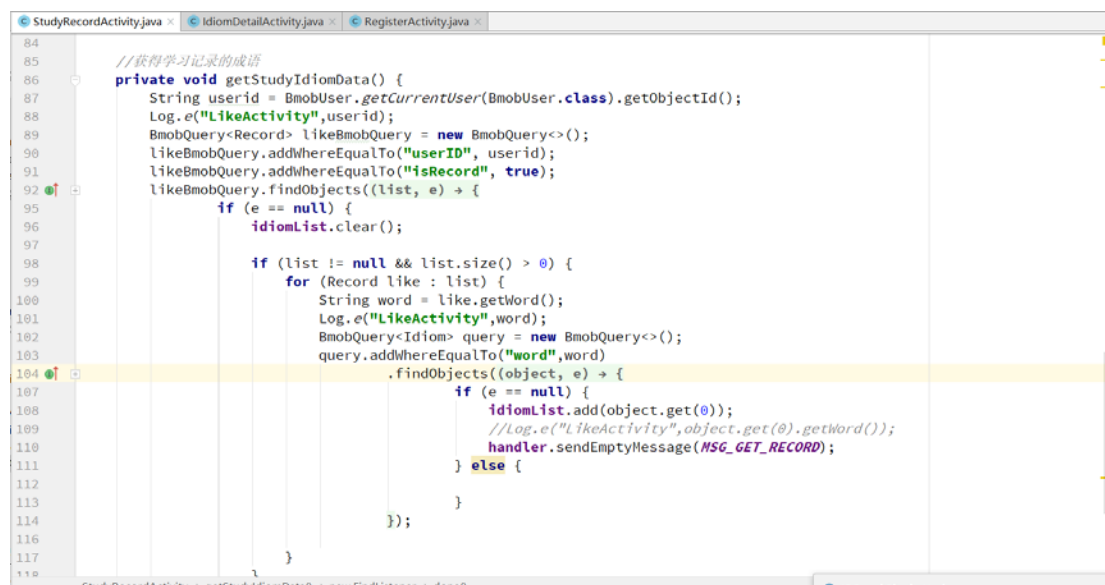 StudyRecordActivity.java × IdiomDetailActivity.java × RegisterActivity.java ×
84
85 //获得学习记录的成语
86 private void getStudyIdiomData() {
87 String userid = BmobUser.getCurrentUser(BmobUser.class).getObjectId();
88 Log.e("LikeActivity",userid);
89 BmobQuery<Record> likeBmobQuery = new BmobQuery<>();
90 likeBmobQuery.addWhereEqualTo("userID", userid);
91 likeBmobQuery.addWhereEqualTo("isRecord", true);
92 likeBmobQuery.findObjects((list, e) → {
95 if (e == null) {
96 idiomList.clear();
97
98 if (list != null && list.size() > 0) {
99 for (Record like : list) {
100 String word = like.getWord();
101 Log.e("LikeActivity",word);
102 BmobQuery<Idiom> query = new BmobQuery<>();
103 query.addWhereEqualTo("word",word)
104 .findObjects((object, e) → {
107 if (e == null) {
108 idiomList.add(object.get(0));
109 //Log.e("LikeActivity",object.get(0).getWord());
110 handler.sendEmptyMessage(MSG_GET_RECORD);
111 } else {
112
113 }
114 });
116
117 }
118 }